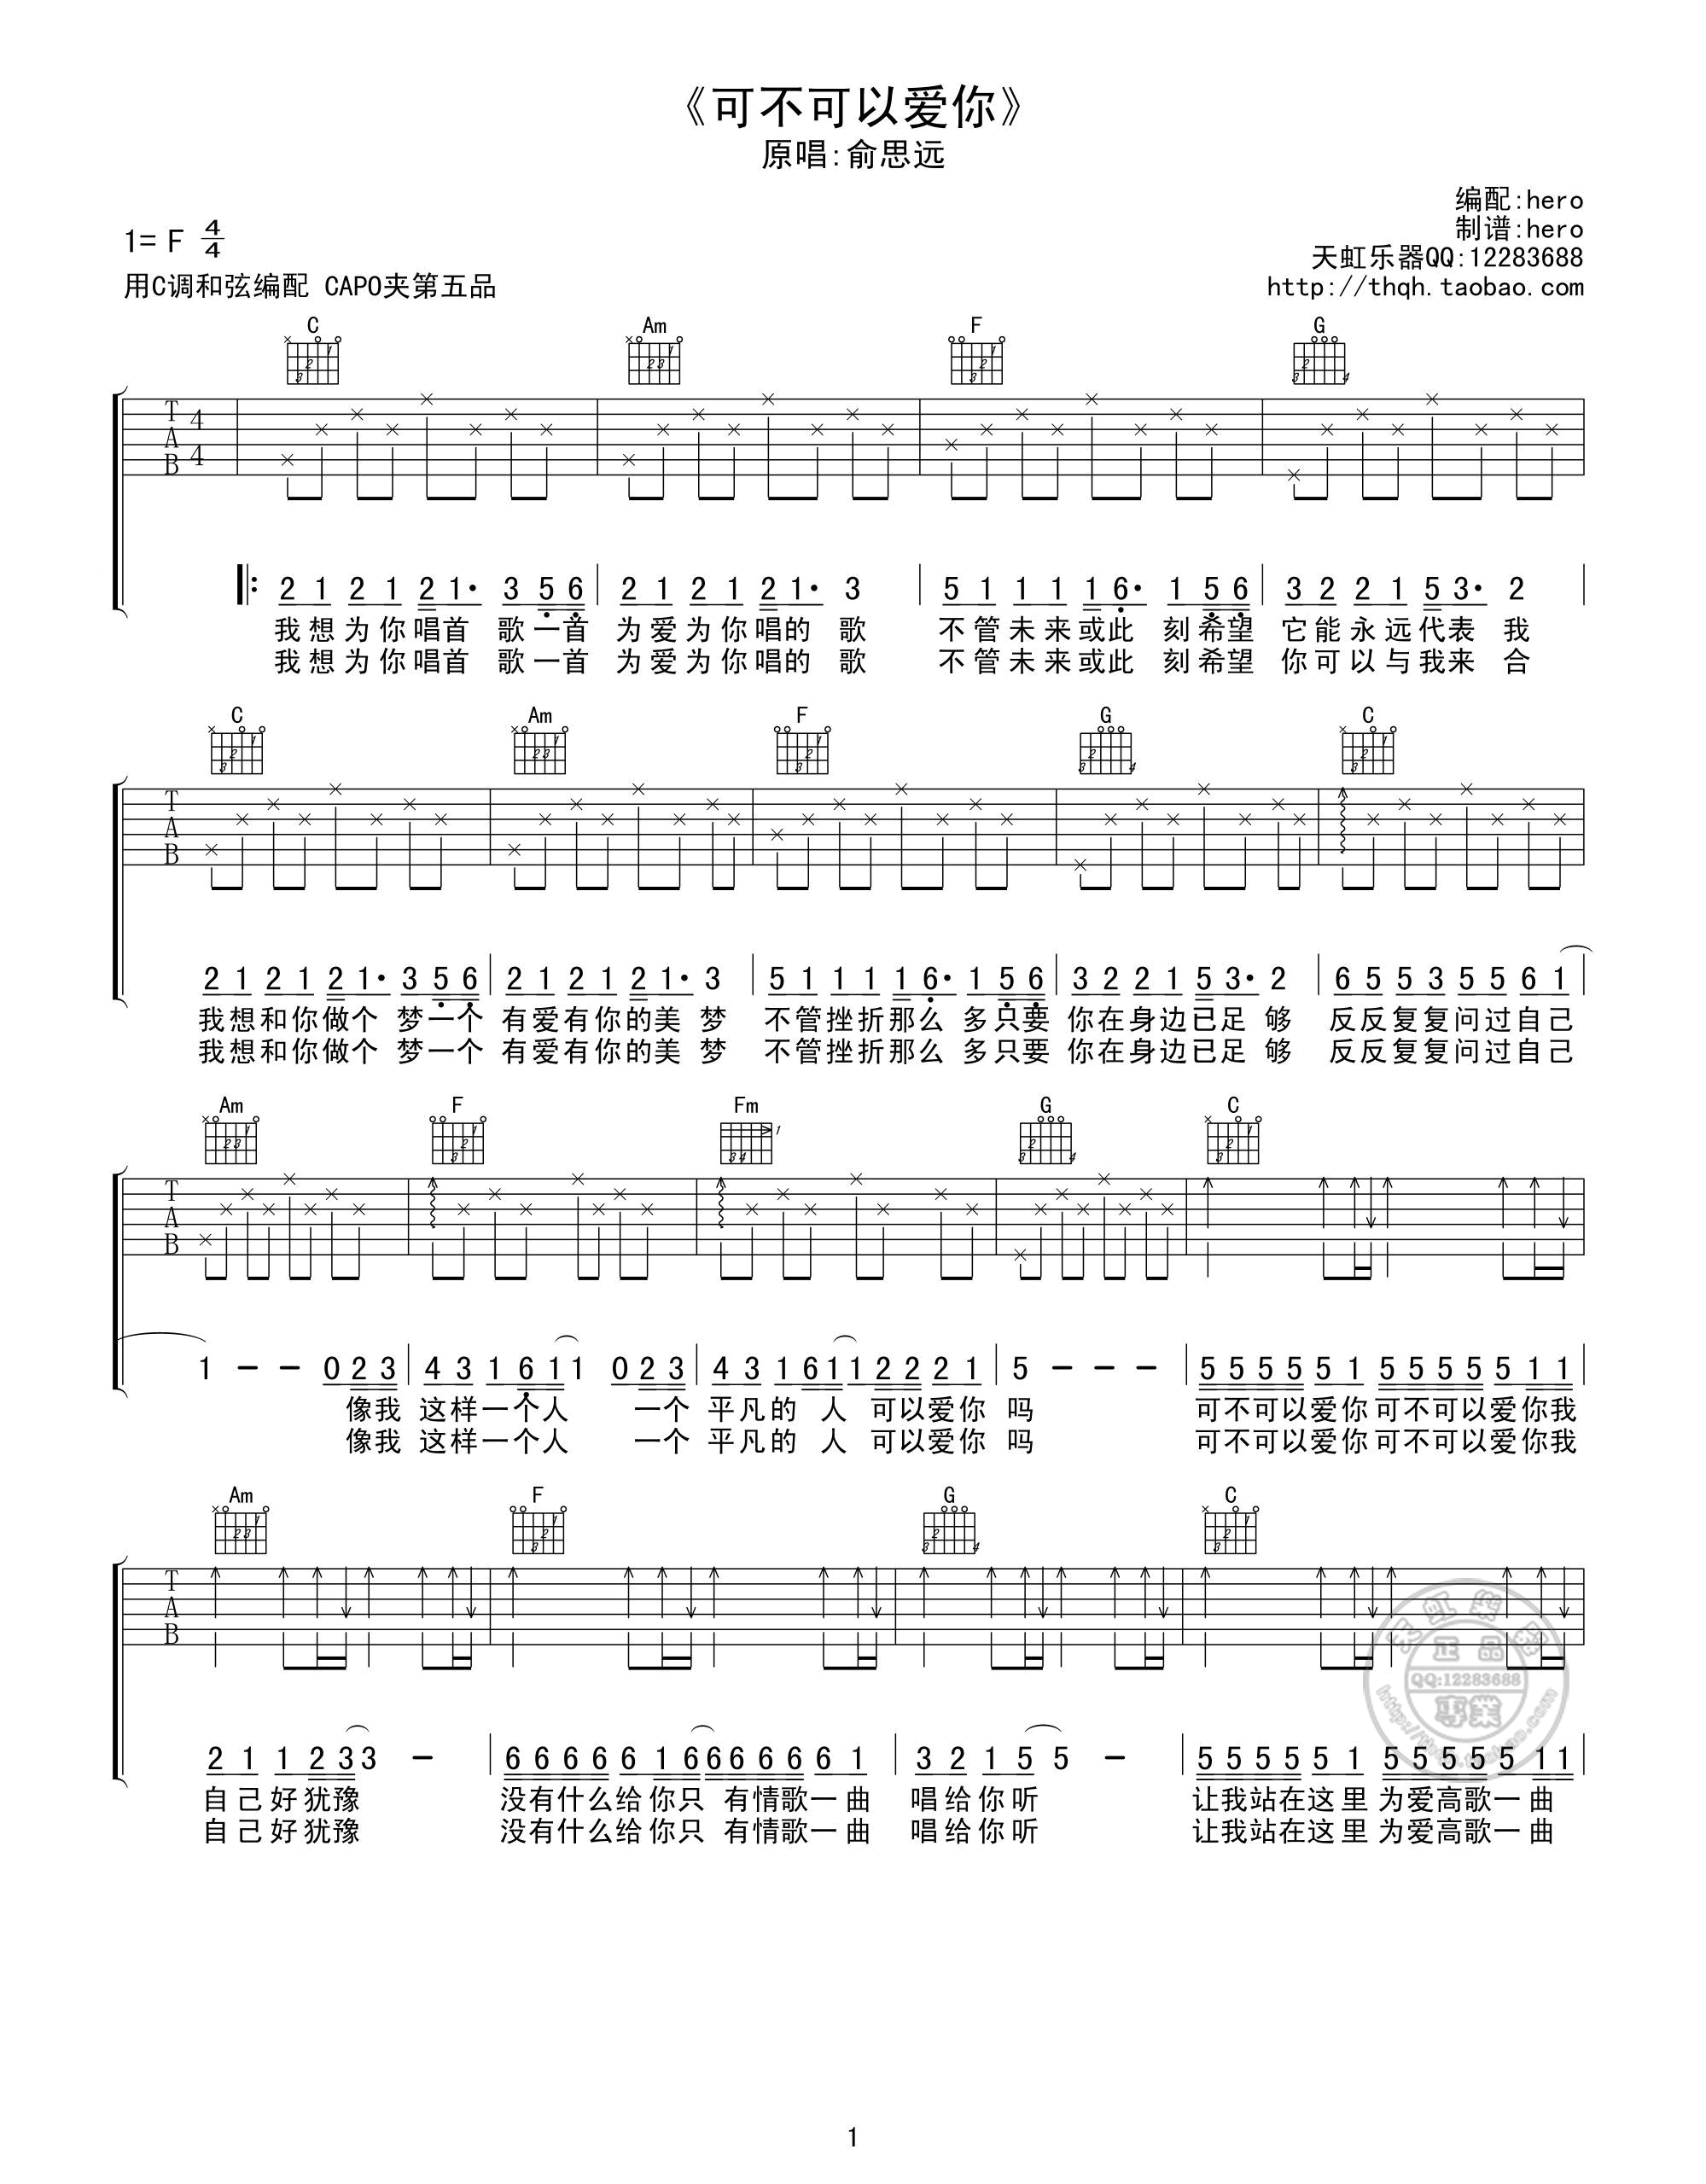 《可不可以爱你》
原唱:俞思远
编配:hero
制谱:hero
天虹乐器QQ:12283688
http://thqh.taobao.com
1= F 4/4
用C调和弦编配 CAPO夹第五品
C Am F G
T A B 4 4
2 1 2 1 2 1· 3 5 6 2 1 2 1 2 1· 3 5 1 1 1 1 6· 1 5 6 3 2 2 1 5 3· 2
我想为你唱首 歌一首 为爱为你唱的 歌 不管未来或此 刻希望 它能永远代表 我
我想为你唱首 歌一首 为爱为你唱的 歌 不管未来或此 刻希望 你可以与我来 合
C Am F G C
T A B
2 1 2 1 2 1· 3 5 6 2 1 2 1 2 1· 3 5 1 1 1 1 6· 1 5 6 3 2 2 1 5 3· 2 6 5 5 3 5 5 6 1
我想和你做个 梦一个 有爱有你的美 梦 不管挫折那么 多只要 你在身边已足 够 反反复复问过自己
我想和你做个 梦一个 有爱有你的美 梦 不管挫折那么 多只要 你在身边已足 够 反反复复问过自己
Am F Fm G C
T A B
1 - - 0 2 3 4 3 1 6 1 1 0 2 3 4 3 1 6 1 1 2 2 2 1 5 - - - 5 5 5 5 5 1 5 5 5 5 5 1 1
像我 这样一个人 一个 平凡的 人 可以爱你 吗 可不可以爱你可不可以爱你我
像我 这样一个人 一个 平凡的 人 可以爱你 吗 可不可以爱你可不可以爱你我
Am F G C
T A B
2 1 1 2 3 3 - 6 6 6 6 6 1 6 6 6 6 6 6 1 3 2 1 5 5 - 5 5 5 5 5 1 5 5 5 5 5 1 1
自己好犹豫 没有什么给你只 有情歌一曲 唱给你听 让我站在这里 为爱高歌一曲
自己好犹豫 没有什么给你只 有情歌一曲 唱给你听 让我站在这里 为爱高歌一曲
天虹乐器
正品
QQ:12283688
專業
http://thqh.taobao.com
1